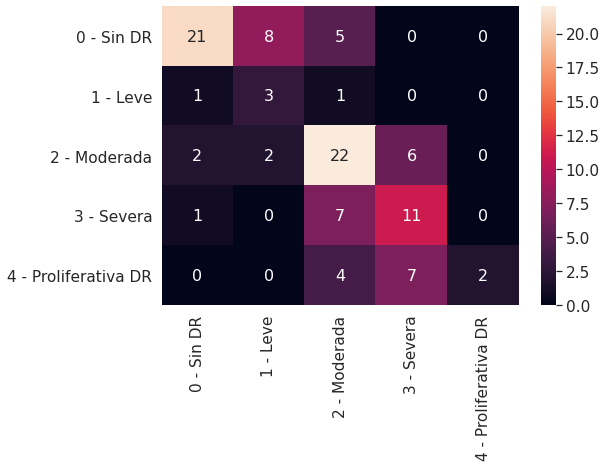 0 - Sin DR 21 8 5 0 0
1 - Leve 1 3 1 0 0
2 - Moderada 2 2 22 6 0
3 - Severa 1 0 7 11 0
4 - Proliferativa DR 0 0 4 7 2
0 - Sin DR
1 - Leve
2 - Moderada
3 - Severa
4 - Proliferativa DR
20.0
17.5
15.0
12.5
10.0
7.5
5.0
2.5
0.0